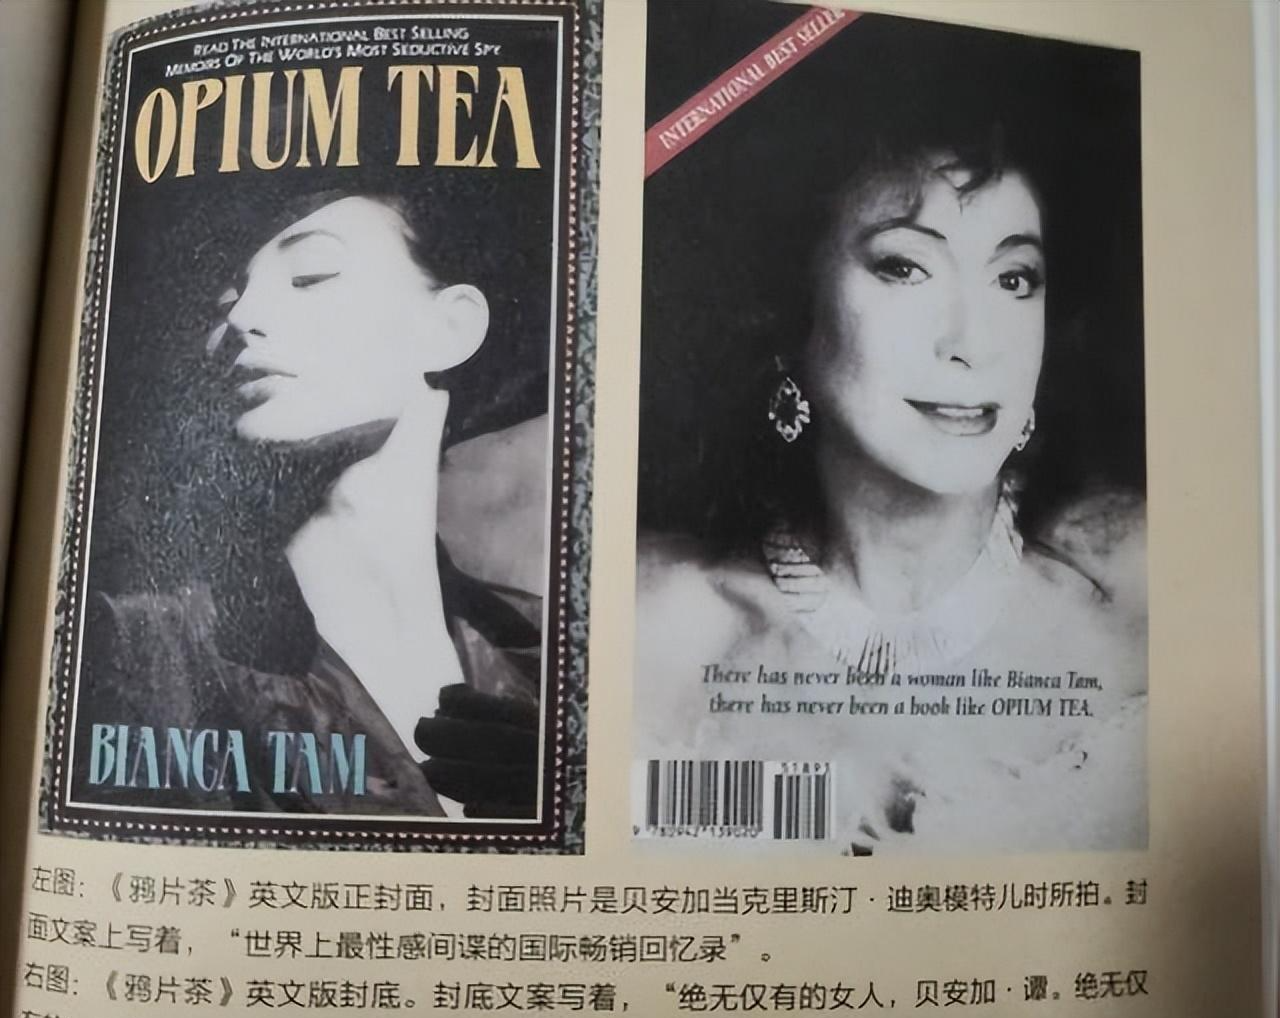 READ THE INTERNATIONAL BEST SELLING
MEMOIRS OF THE WORLD'S MOST SEDUCTIVE SPY
OPIUM TEA
BIANCA TAM
INTERNATIONAL BEST SELLER
There has never been a woman like Bianca Tam,
there has never been a book like OPIUM TEA.
51895
左图：《鸦片茶》英文版正封面，封面照片是贝安加当克里斯汀·迪奥模特儿时所拍。封
面文案上写着，“世界上最性感间谍的国际畅销回忆录”。
右图：《鸦片茶》英文版封底。封底文案写着，“绝无仅有的女人，贝安加·谭。绝无仅